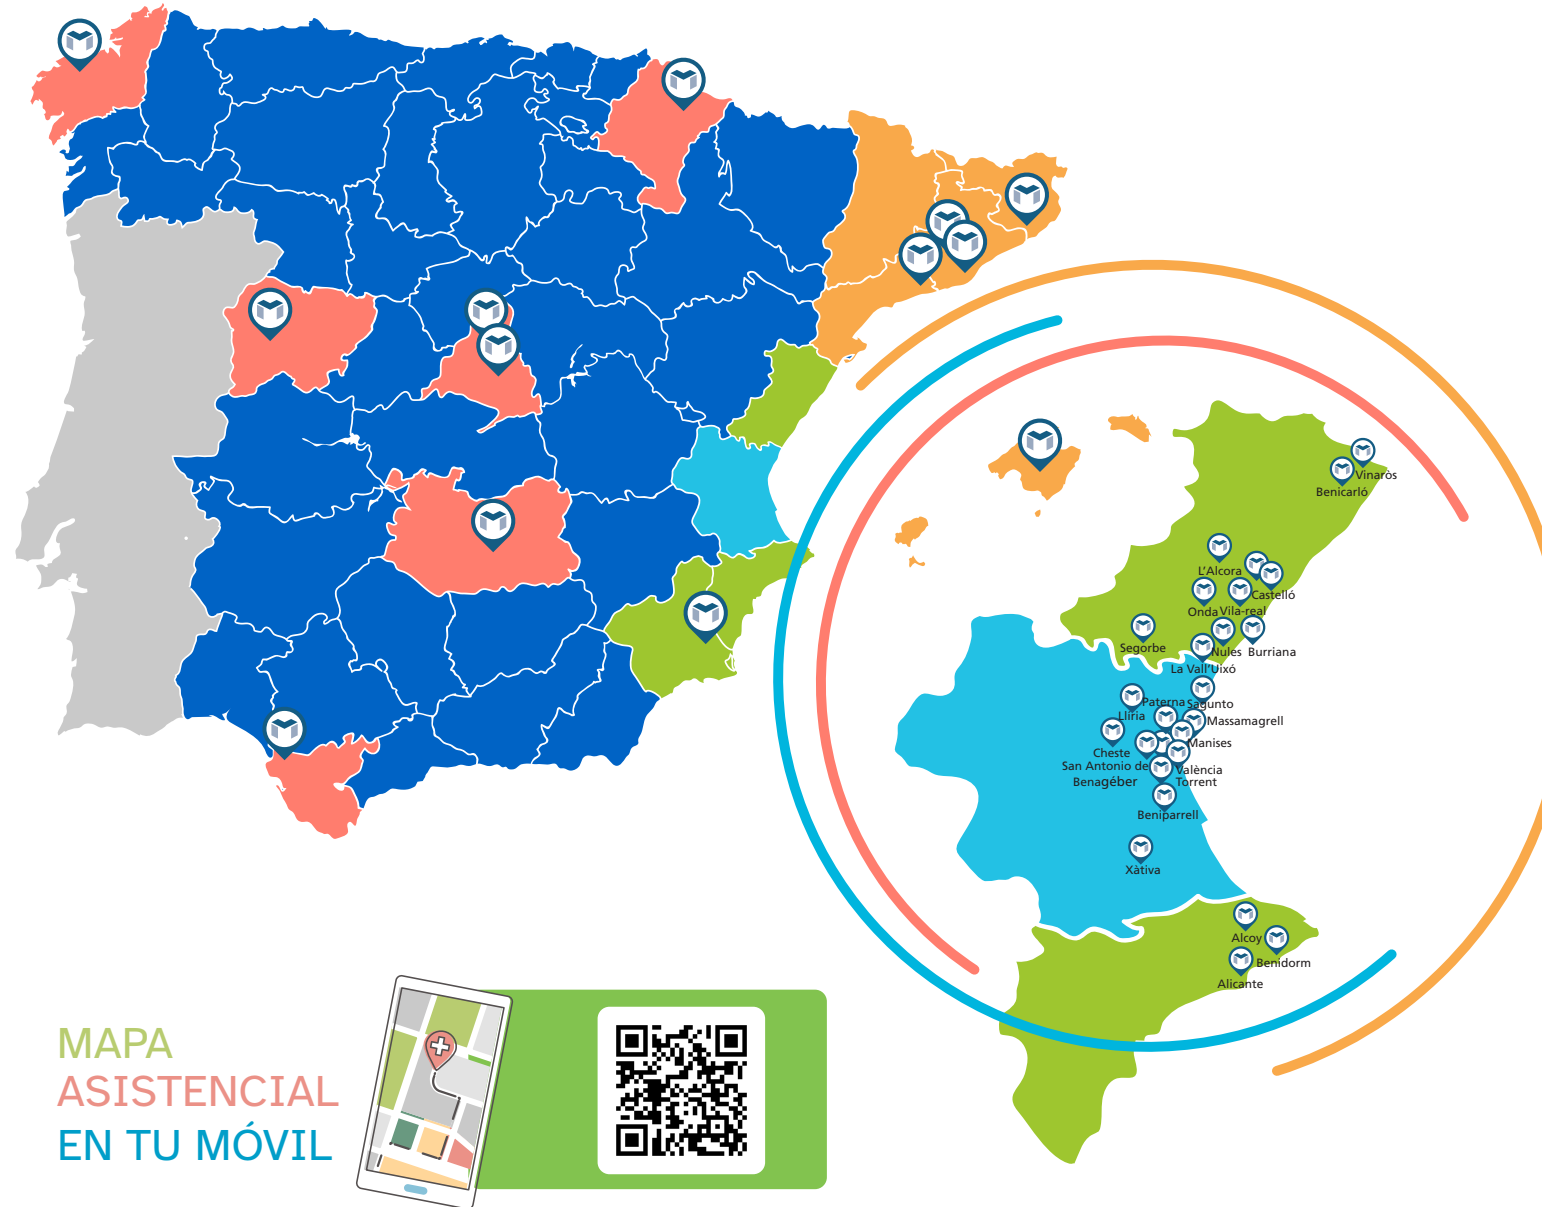 Vinaròs
Benicarló
L'Alcora
Castelló
Onda
Vila-real
Segorbe
Nules
Burriana
La Vall'Uixó
Paterna
Sagunto
Llíria
Massamagrell
Manises
Cheste
San Antonio de
Benagéber
València
Torrent
Beniparrell
Xàtiva
Alcoy
Benidorm
Alicante
MAPA
ASISTENCIAL
EN TU MÓVIL